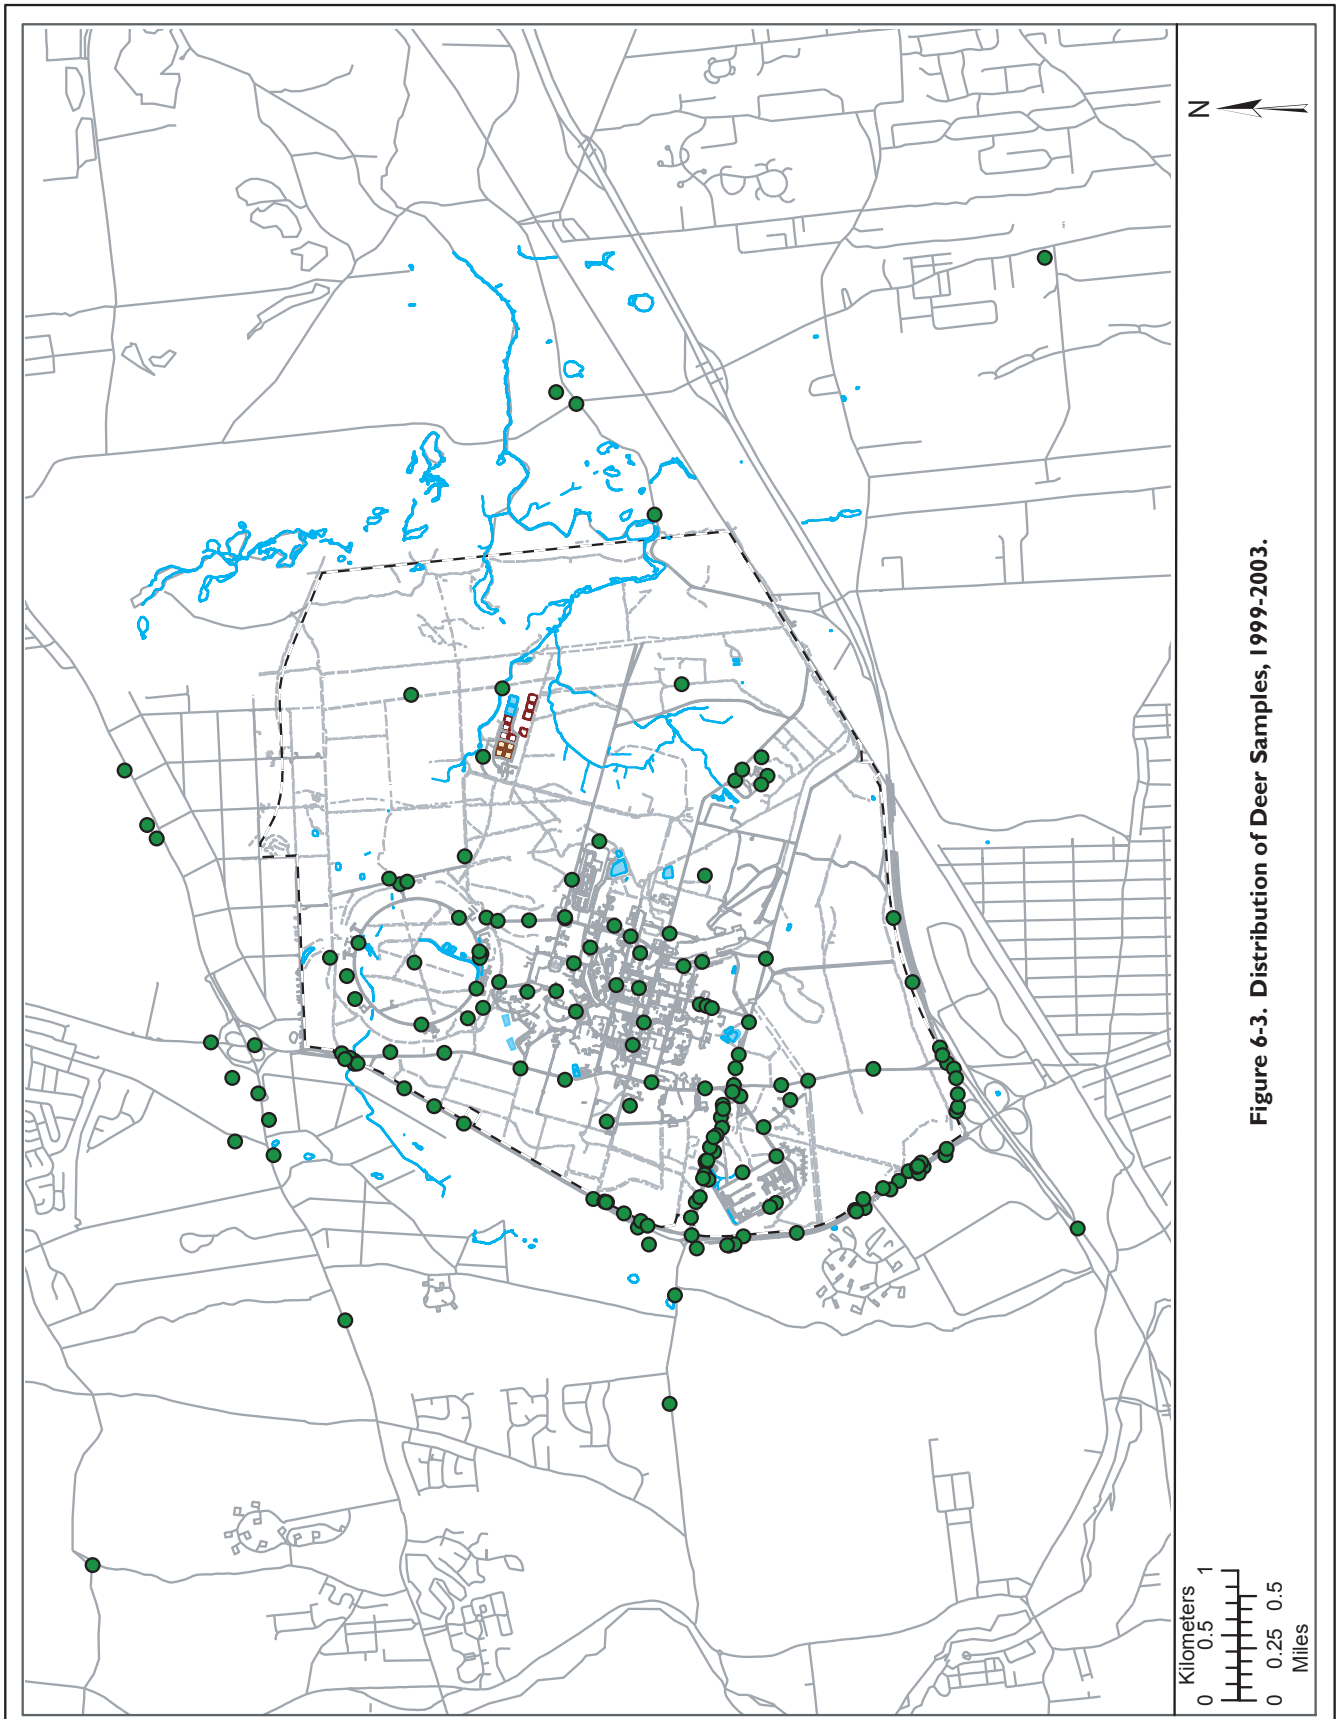 N
Kilometers
0 0.5 1
0 0.25 0.5
Miles
Figure 6-3. Distribution of Deer Samples, 1999-2003.